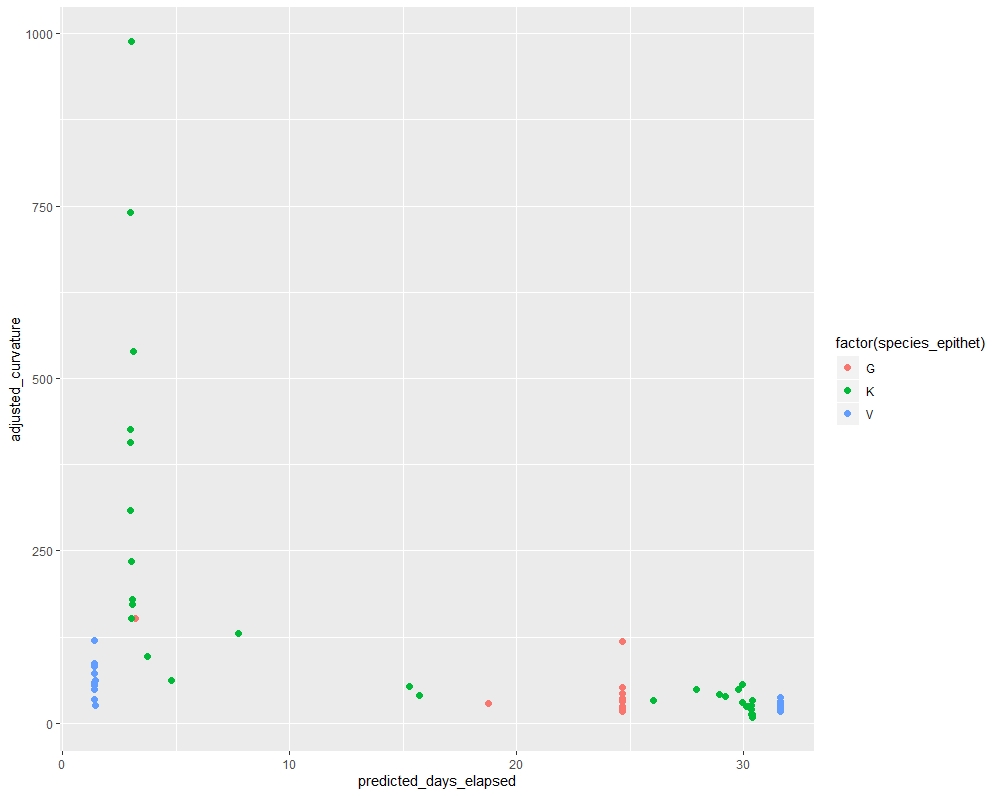 1000
750
500
250
0
adjusted_curvature
0 10 20 30
predicted_days_elapsed
factor(species_epithet)
G
K
V